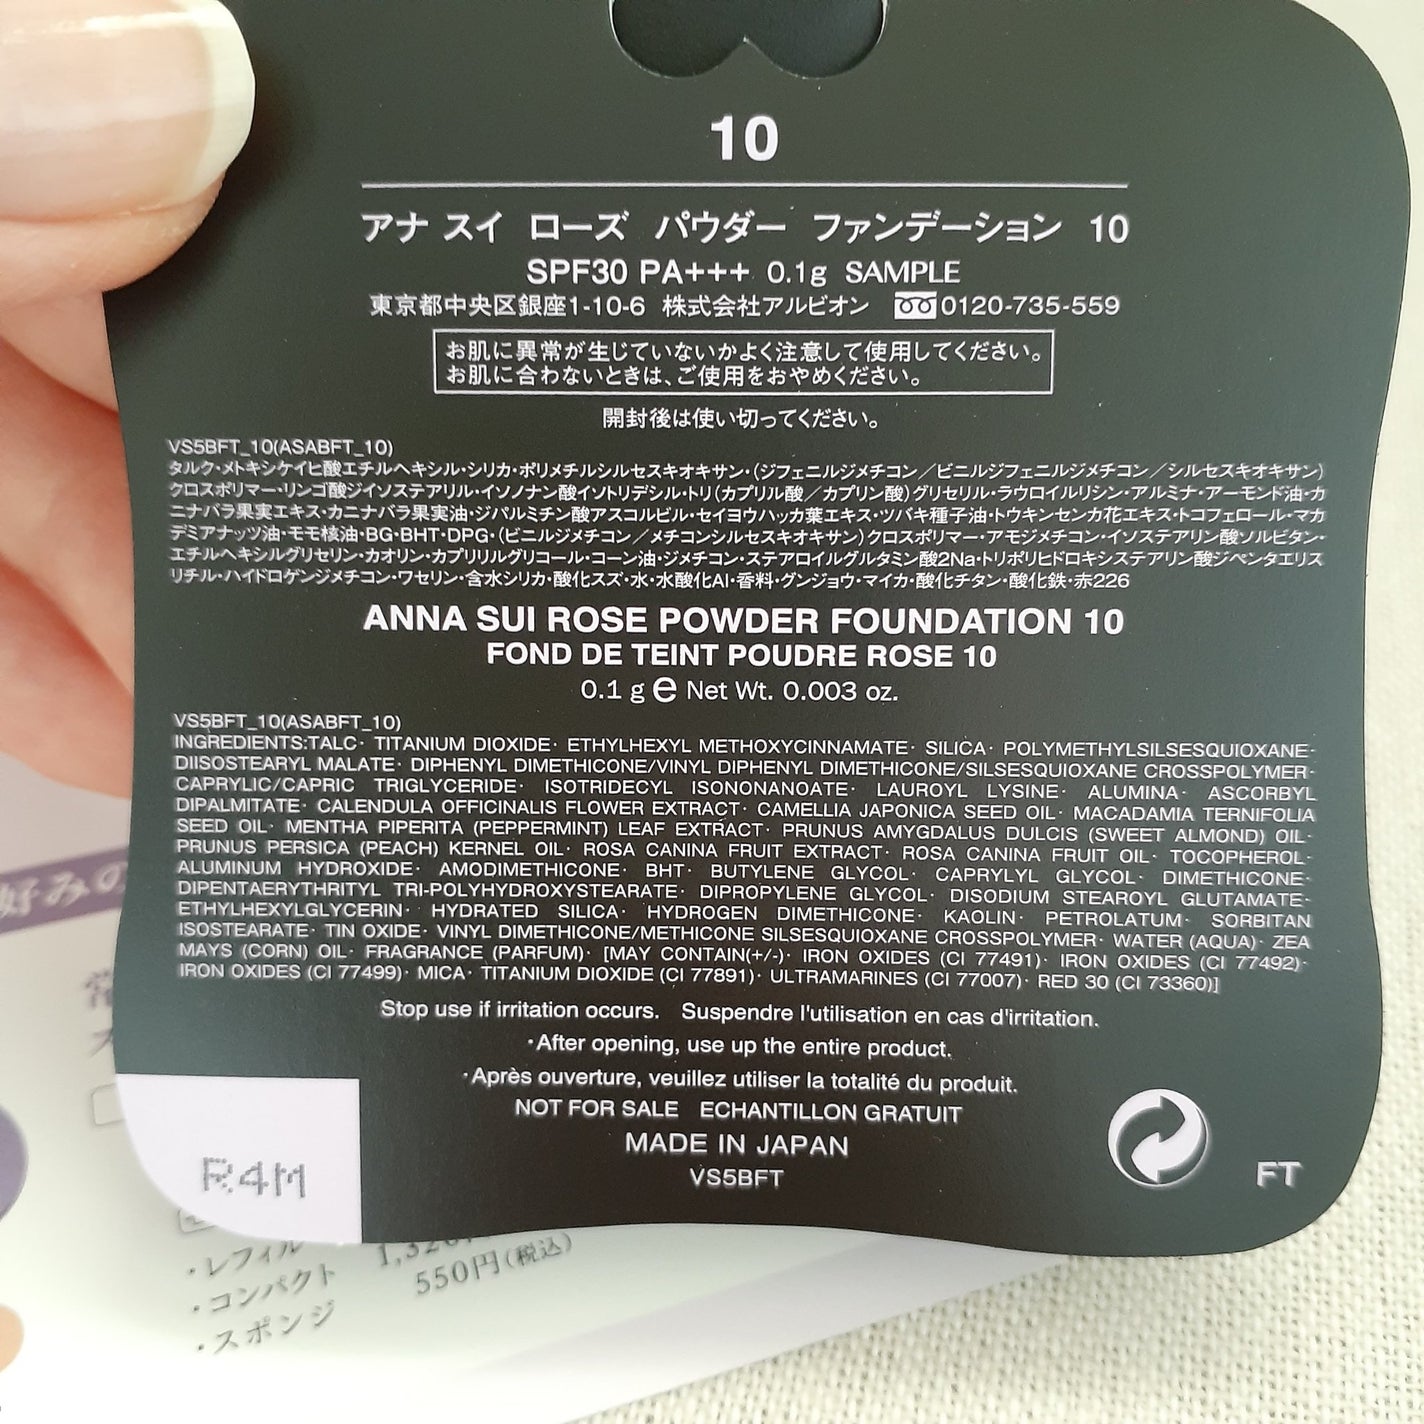 10
アナ スイ ローズ パウダー ファンデーション 10
SPF30 PA+++ 0.1g SAMPLE
東京都中央区銀座1-10-6 株式会社アルビオン 0120-735-559
お肌に異常が生じていないかよく注意して使用してください。
お肌に合わないときは、ご使用をおやめください。
開封後は使い切ってください。
VS5BFT_10(ASABFT_10)
タルク・メトキシケイヒ酸エチルヘキシル・シリカ・ポリメチルシルセスキオキサン・(ジフェニルジメチコン/ビニルジフェニルジメチコン/シルセスキオキサン)
クロスポリマー・リンゴ酸ジイソステアリル・イソノナン酸イソトリデシル・トリ(カプリル酸/カプリン酸)グリセリル・ラウロイルリシン・アルミナ・アーモンド油・カ
ニナバラ果実エキス・カニナバラ果実油・ジパルミチン酸アスコルビル・セイヨウハッカ葉エキス・ツバキ種子油・トウキンセンカ花エキス・トコフェロール・マカ
デミアナッツ油・モモ核油・BG・BHT・DPG・(ビニルジメチコン/メチコンシルセスキオキサン)クロスポリマー・アモジメチコン・イソステアリン酸ソルビタン・
エチルヘキシルグリセリン・カオリン・カプリリルグリコール・コーン油・ジメチコン・ステアロイルグルタミン酸2Na・トリポリヒドロキシステアリン酸ジペンタエリス
リチル・ハイドロゲンジメチコン・ワセリン・含水シリカ・酸化スズ・水・水酸化Al・香料・グンジョウ・マイカ・酸化チタン・酸化鉄・赤226
ANNA SUI ROSE POWDER FOUNDATION 10
FOND DE TEINT POUDRE ROSE 10
0.1 g e Net Wt. 0.003 oz.
VS5BFT_10(ASABFT_10)
INGREDIENTS:TALC· TITANIUM DIOXIDE· ETHYLHEXYL METHOXYCINNAMATE· SILICA· POLYMETHYLSILSESQUIOXANE·
DIISOSTEARYL MALATE· DIPHENYL DIMETHICONE/VINYL DIPHENYL DIMETHICONE/SILSESQUIOXANE CROSSPOLYMER·
CAPRYLIC/CAPRIC TRIGLYCERIDE· ISOTRIDECYL ISONONANOATE· LAUROYL LYSINE· ALUMINA· ASCORBYL
DIPALMITATE· CALENDULA OFFICINALIS FLOWER EXTRACT· CAMELLIA JAPONICA SEED OIL· MACADAMIA TERNIFOLIA
SEED OIL· MENTHA PIPERITA (PEPPERMINT) LEAF EXTRACT· PRUNUS AMYGDALUS DULCIS (SWEET ALMOND) OIL·
PRUNUS PERSICA (PEACH) KERNEL OIL· ROSA CANINA FRUIT EXTRACT· ROSA CANINA FRUIT OIL· TOCOPHEROL·
ALUMINUM HYDROXIDE· AMODIMETHICONE· BHT· BUTYLENE GLYCOL· CAPRYLYL GLYCOL· DIMETHICONE·
DIPENTAERYTHRITYL TRI-POLYHYDROXYSTEARATE· DIPROPYLENE GLYCOL· DISODIUM STEAROYL GLUTAMATE·
ETHYLHEXYLGLYCERIN· HYDRATED SILICA· HYDROGEN DIMETHICONE· KAOLIN· PETROLATUM· SORBITAN
ISOSTEARATE· TIN OXIDE· VINYL DIMETHICONE/METHICONE SILSESQUIOXANE CROSSPOLYMER· WATER (AQUA)· ZEA
MAYS (CORN) OIL· FRAGRANCE (PARFUM)· [MAY CONTAIN(+/-)· IRON OXIDES (CI 77491)· IRON OXIDES (CI 77492)·
IRON OXIDES (CI 77499)· MICA· TITANIUM DIOXIDE (CI 77891)· ULTRAMARINES (CI 77007)· RED 30 (CI 73360)]
Stop use if irritation occurs. Suspendre l'utilisation en cas d'irritation.
·After opening, use up the entire product.
·Après ouverture, veuillez utiliser la totalité du produit.
NOT FOR SALE ECHANTILLON GRATUIT
MADE IN JAPAN
VS5BFT
FT
R4M
好みの
・レフィル
・コンパクト
550円(税込)
・スポンジ